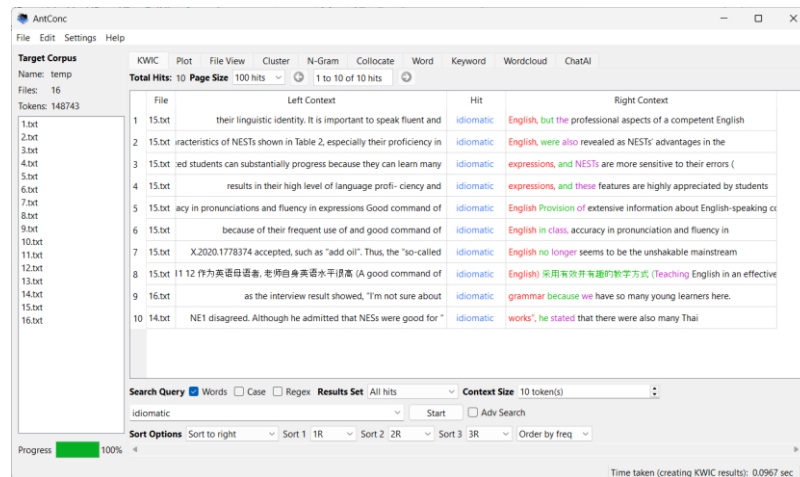 AntConc
File Edit Settings Help
Target Corpus
Name: temp
Files: 16
Tokens: 148743
1.txt
2.txt
3.txt
4.txt
5.txt
6.txt
7.txt
8.txt
9.txt
10.txt
11.txt
12.txt
13.txt
14.txt
15.txt
16.txt
Progress 100%
KWIC Plot File View Cluster N-Gram Collocate Word Keyword Wordcloud ChatAI
Total Hits: 10 Page Size 100 hits 1 to 10 of 10 hits
File Left Context Hit Right Context
1 15.txt their linguistic identity. It is important to speak fluent and idiomatic English, but the professional aspects of a competent English
2 15.txt aracteristics of NESTs shown in Table 2, especially their proficiency in idiomatic English, were also revealed as NESTs' advantages in the
3 15.txt ted students can substantially progress because they can learn many idiomatic expressions, and NESTs are more sensitive to their errors (
4 15.txt results in their high level of language profi- ciency and idiomatic expressions, and these features are highly appreciated by students
5 15.txt acy in pronunciations and fluency in expressions Good command of idiomatic English Provision of extensive information about English-speaking co
6 15.txt because of their frequent use of and good command of idiomatic English in class, accuracy in pronunciation and fluency in
7 15.txt X.2020.1778374 accepted, such as "add oil". Thus, the "so-called idiomatic English no longer seems to be the unshakable mainstream
8 15.txt 11 12 作为英语母语者, 老师自身英语水平很高 (A good command of idiomatic English) 采用有效并有趣的教学方式 (Teaching English in an effective
9 16.txt as the interview result showed, "I'm not sure about idiomatic grammar because we have so many young learners here.
10 14.txt NE1 disagreed. Although he admitted that NESs were good for " idiomatic works", he stated that there were also many Thai
Search Query Words Case Regex Results Set All hits Context Size 10 token(s)
idiomatic Start Adv Search
Sort Options Sort to right Sort 1 1R Sort 2 2R Sort 3 3R Order by freq
Time taken (creating KWIC results): 0.0967 sec